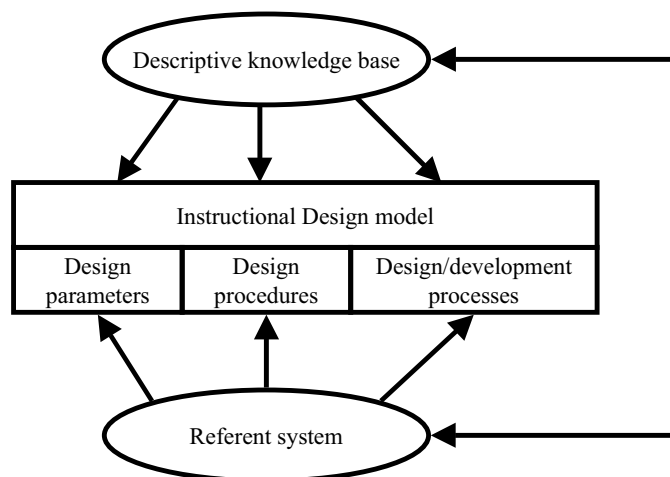 Descriptive knowledge base
Instructional Design model
Design
parameters
Design
procedures
Design/development
processes
Referent system